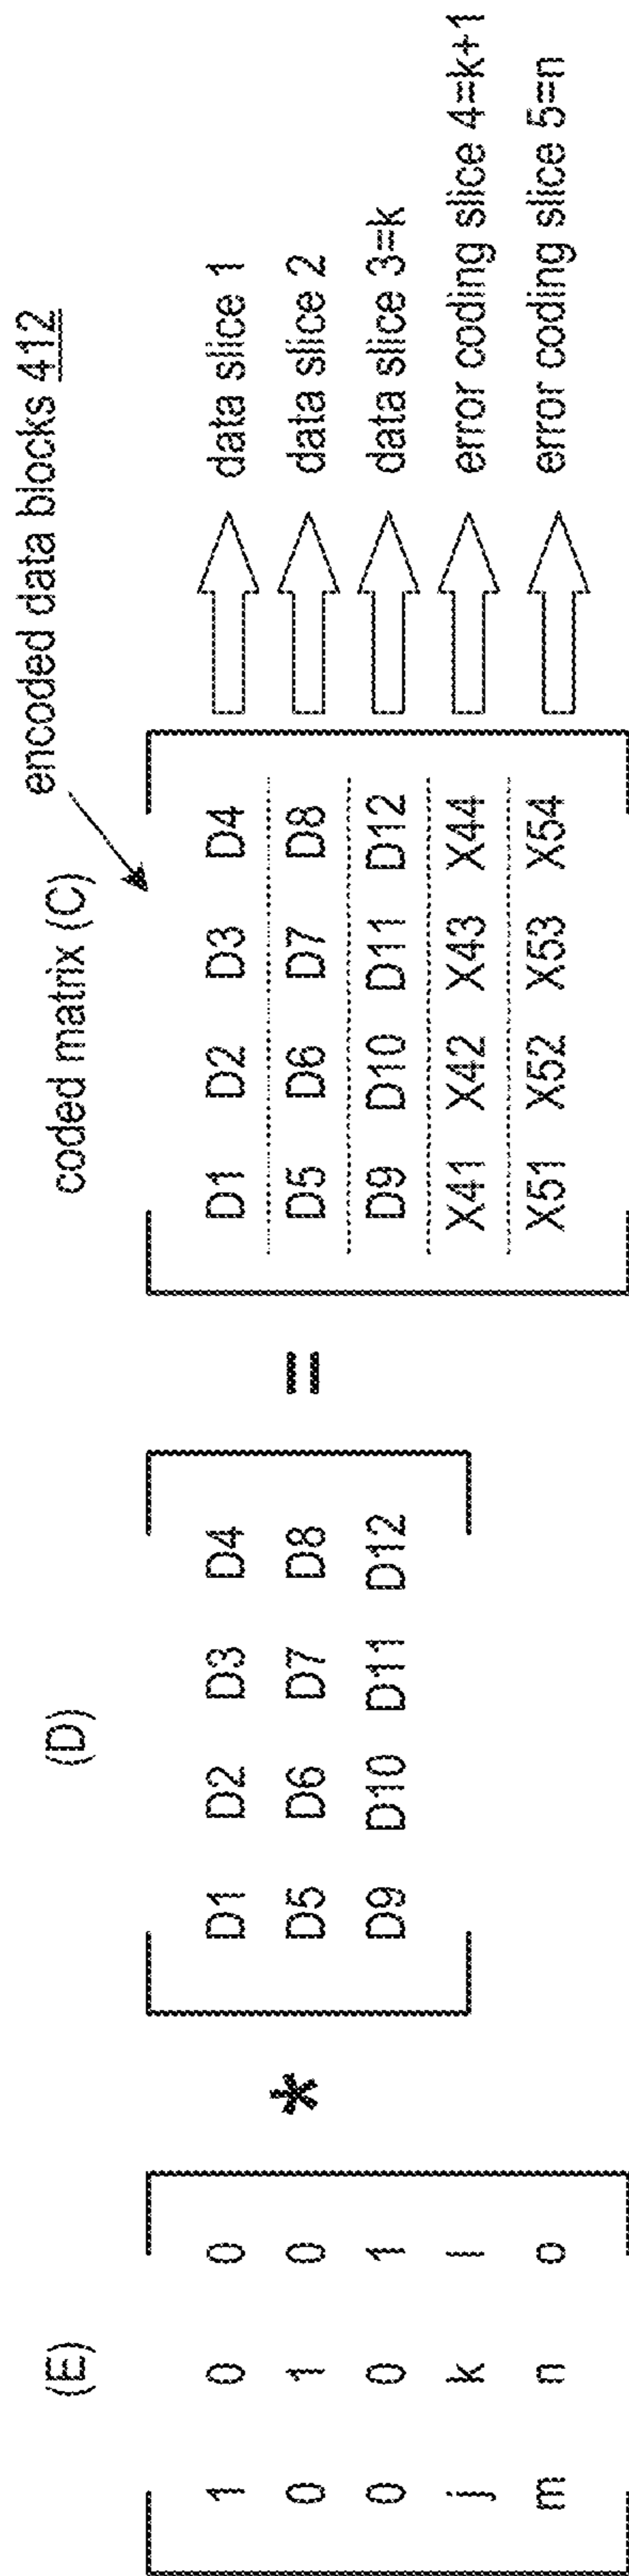 encoded data blocks 412
(E) (D) coded matrix (C)
1 0 0 * D1 D2 D3 D4 = D1 D2 D3 D4 data slice 1
0 1 0 D5 D6 D7 D8 D5 D6 D7 D8 data slice 2
0 0 1 D9 D10 D11 D12 D9 D10 D11 D12 data slice 3=k
j k l X41 X42 X43 X44 error coding slice 4=k+1
m n o X51 X52 X53 X54 error coding slice 5=n